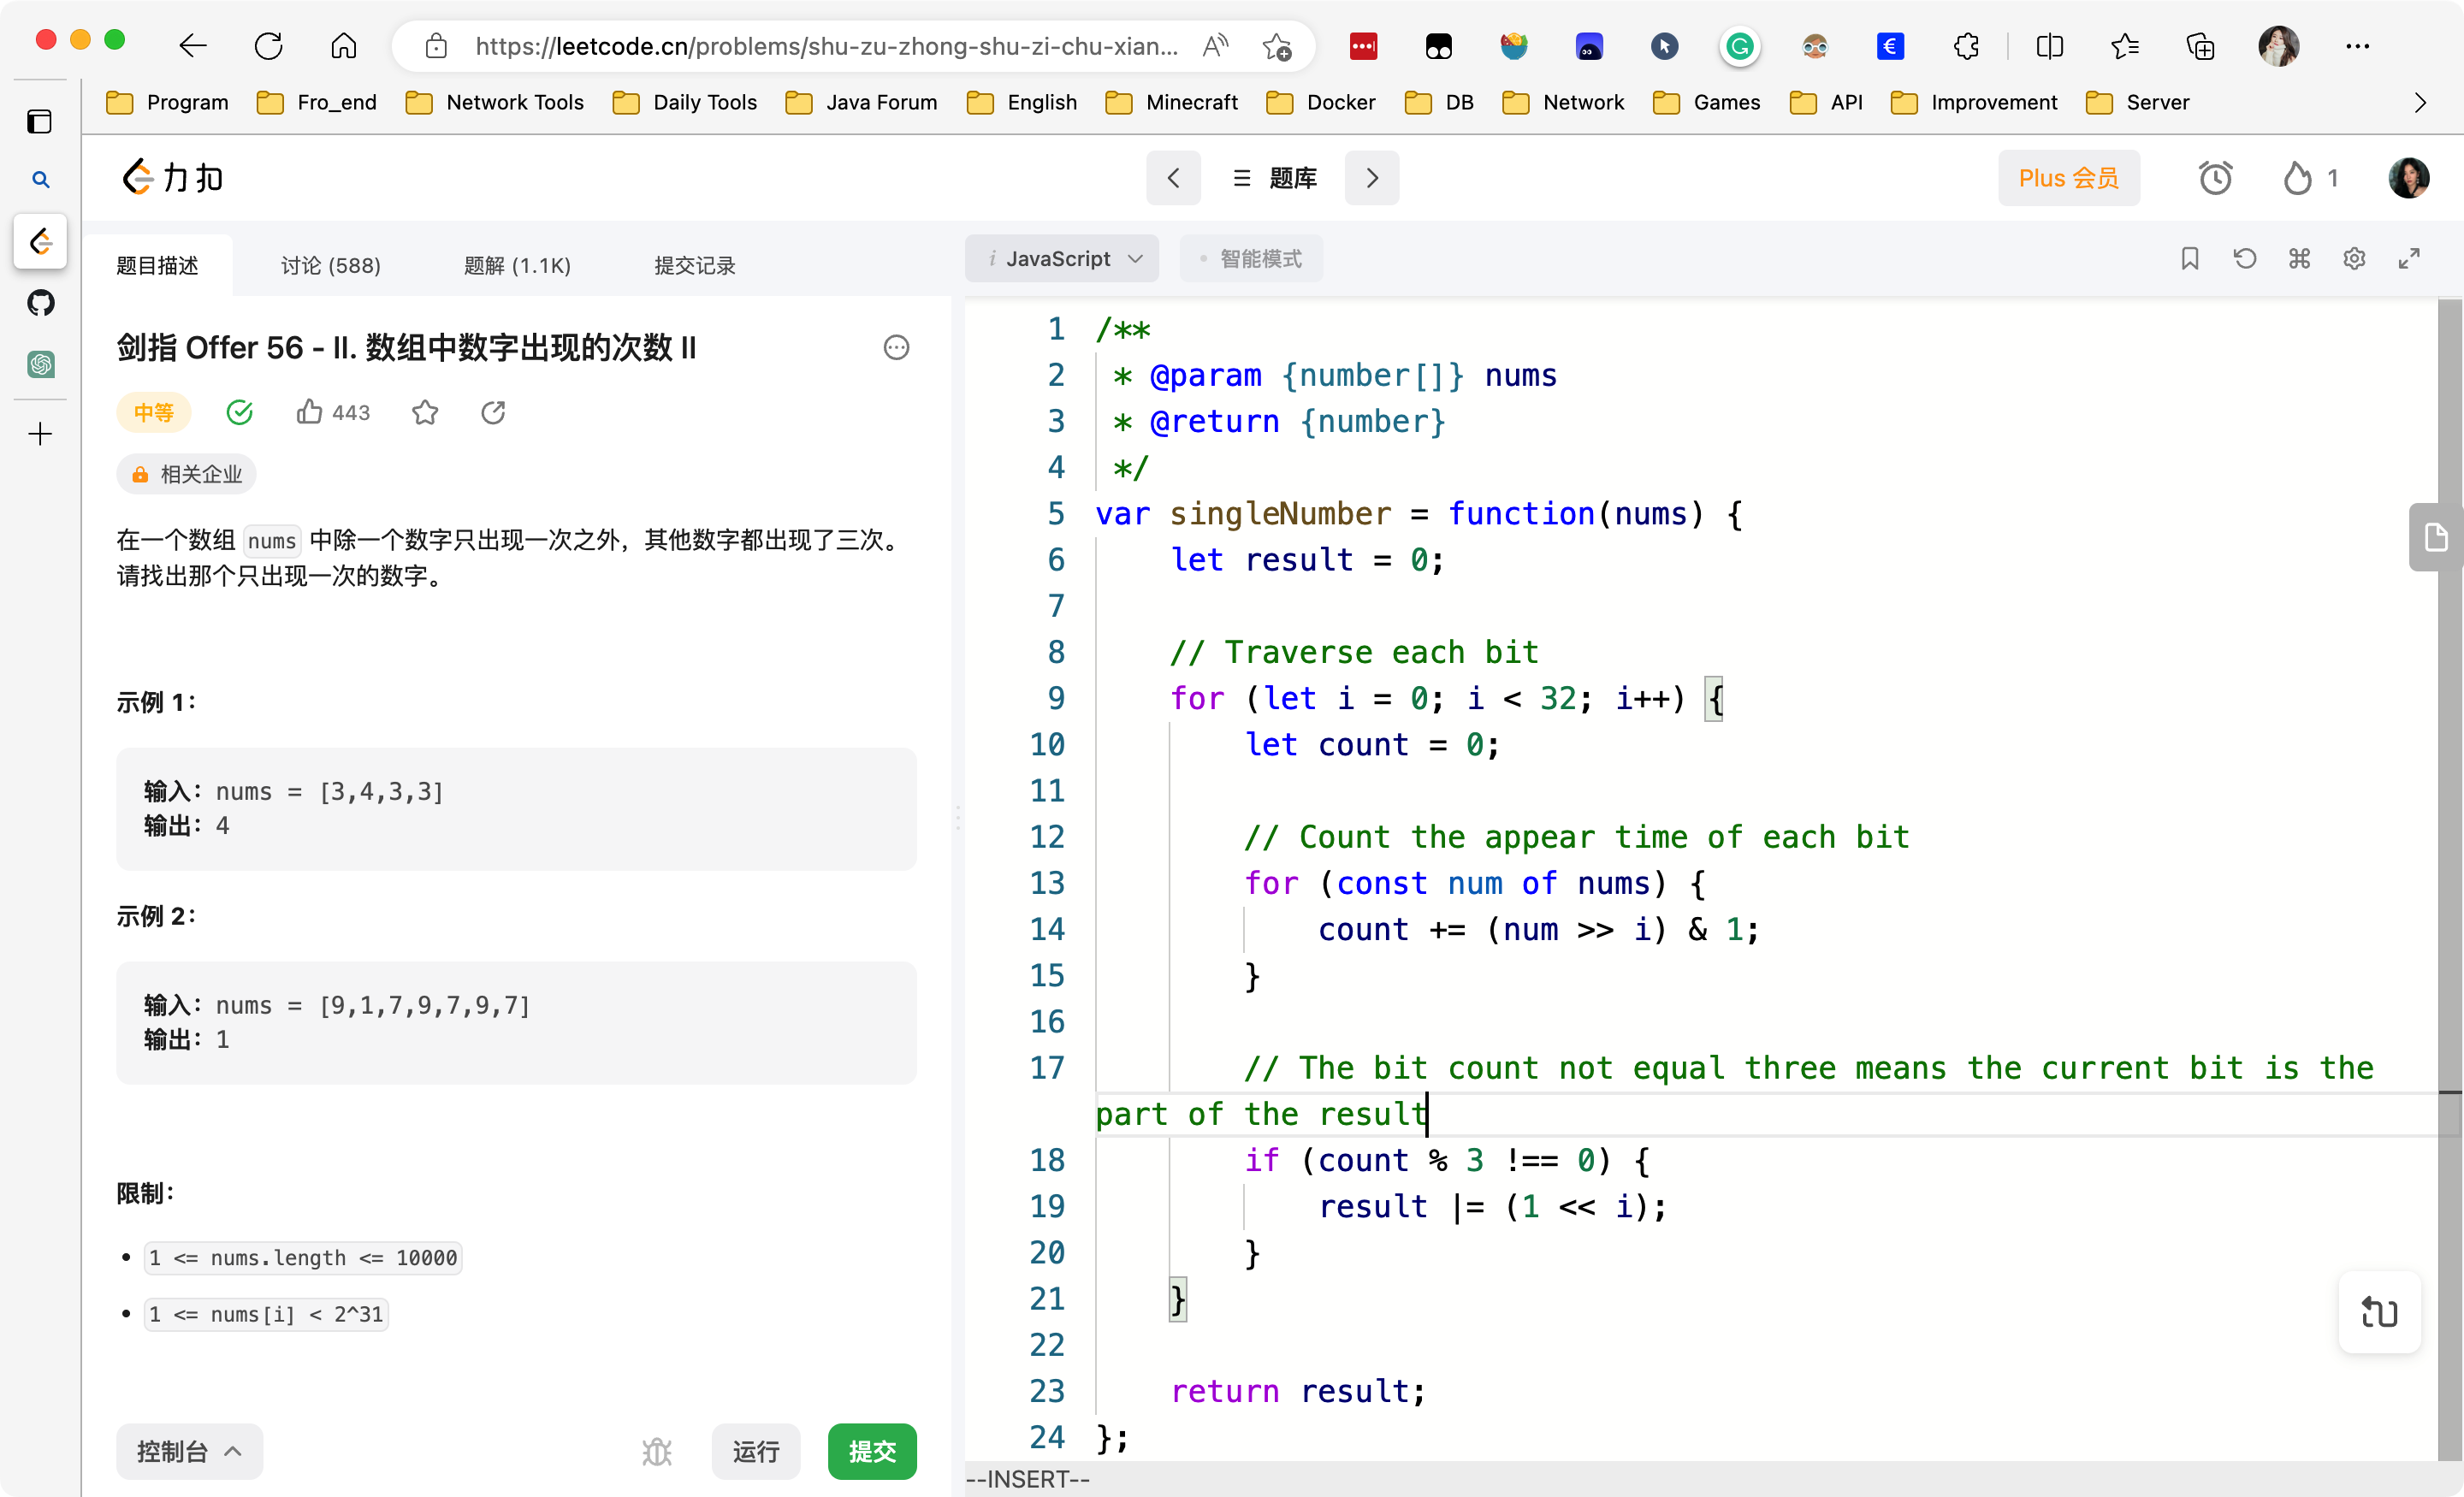 https://leetcode.cn/problems/shu-zu-zhong-shu-zi-chu-xian...
Program Fro_end Network Tools Daily Tools Java Forum English Minecraft Docker DB Network Games API Improvement Server
力扣
题库
Plus 会员
1
题目描述 讨论 (588) 题解 (1.1K) 提交记录
剑指 Offer 56 - II. 数组中数字出现的次数 II
中等 443
相关企业
在一个数组 nums 中除一个数字只出现一次之外，其他数字都出现了三次。
请找出那个只出现一次的数字。
示例 1：
输入：nums = [3,4,3,3]
输出：4
示例 2：
输入：nums = [9,1,7,9,7,9,7]
输出：1
限制：
• 1 <= nums.length <= 10000
• 1 <= nums[i] < 2^31
控制台 运行 提交
i JavaScript 智能模式
1 /**
2  * @param {number[]} nums
3  * @return {number}
4  */
5 var singleNumber = function(nums) {
6     let result = 0;
7
8     // Traverse each bit
9     for (let i = 0; i < 32; i++) {
10         let count = 0;
11
12         // Count the appear time of each bit
13         for (const num of nums) {
14             count += (num >> i) & 1;
15         }
16
17         // The bit count not equal three means the current bit is the
part of the result
18         if (count % 3 !== 0) {
19             result |= (1 << i);
20         }
21     }
22
23     return result;
24 };
--INSERT--